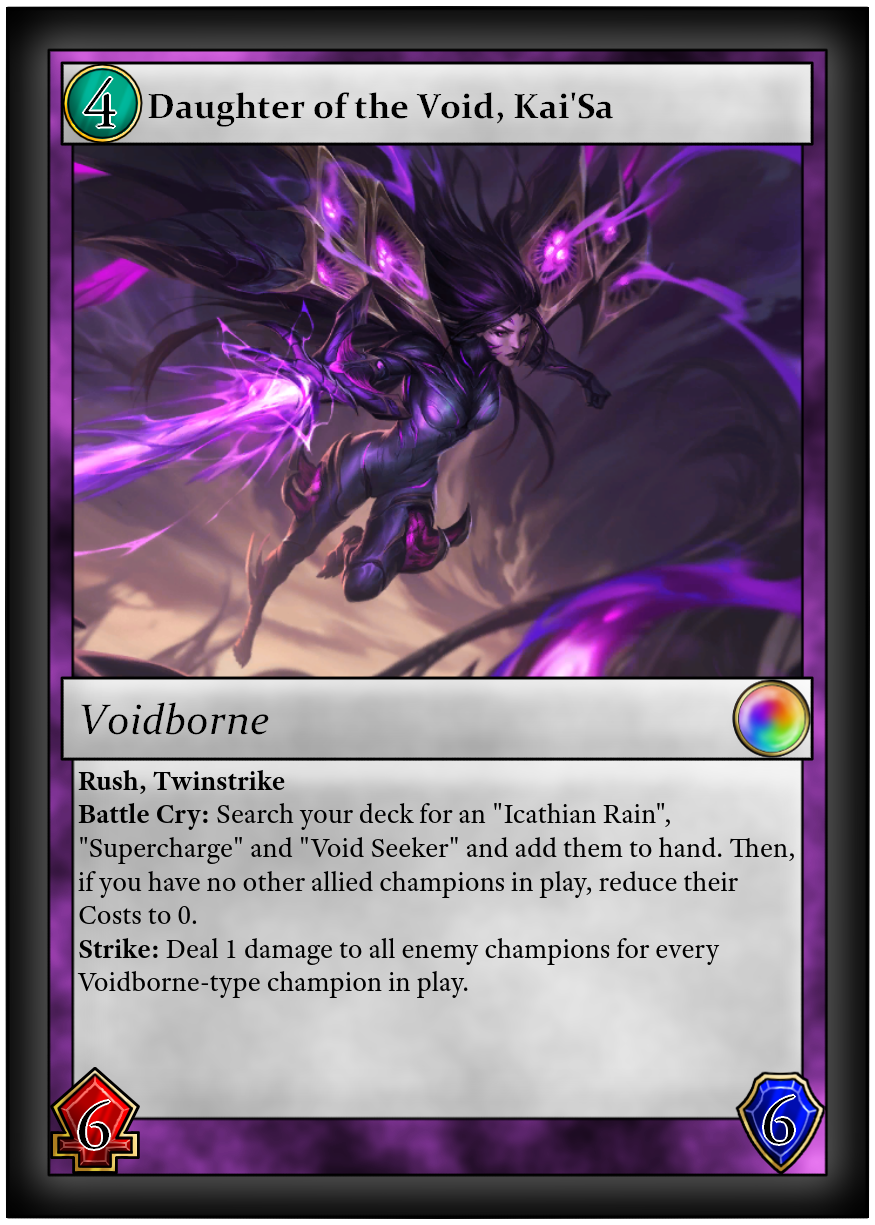 4 Daughter of the Void, Kai'Sa
Voidborne
Rush, Twinstrike
Battle Cry: Search your deck for an "Icathian Rain",
"Supercharge" and "Void Seeker" and add them to hand. Then,
if you have no other allied champions in play, reduce their
Costs to 0.
Strike: Deal 1 damage to all enemy champions for every
Voidborne-type champion in play.
6 6